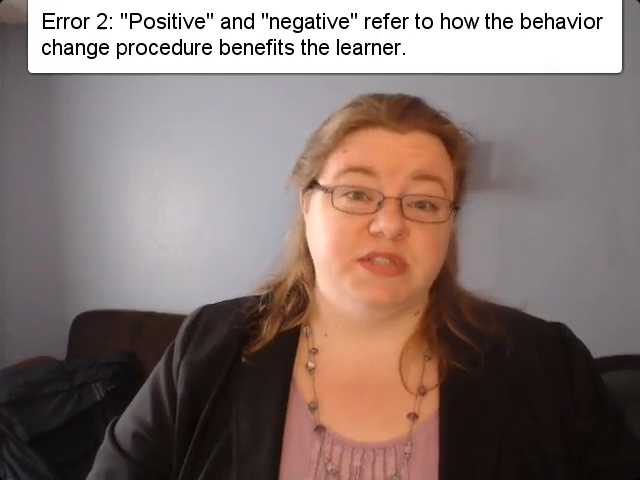 Error 2: "Positive" and "negative" refer to how the behavior
change procedure benefits the learner.